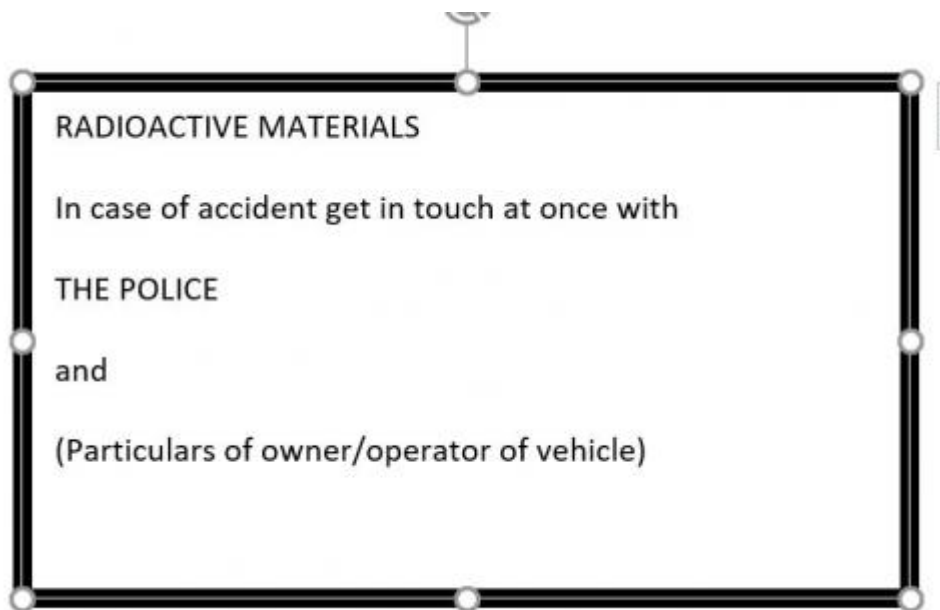 RADIOACTIVE MATERIALS
In case of accident get in touch at once with
THE POLICE
and
(Particulars of owner/operator of vehicle)